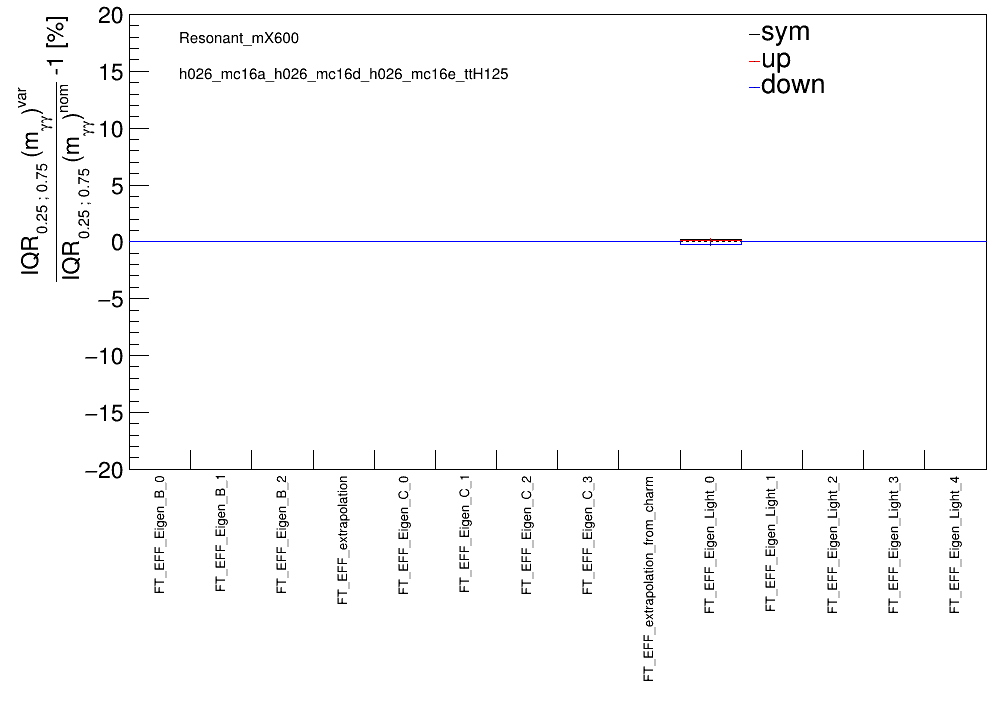 IQR0.25 ; 0.75 (mγγ)var
IQR0.25 ; 0.75 (mγγ)nom -1 [%]
Resonant_mX600
h026_mc16a_h026_mc16d_h026_mc16e_ttH125
sym
up
down
20
15
10
5
0
−5
−10
−15
−20
FT_EFF_Eigen_B_0
FT_EFF_Eigen_B_1
FT_EFF_Eigen_B_2
FT_EFF_extrapolation
FT_EFF_Eigen_C_0
FT_EFF_Eigen_C_1
FT_EFF_Eigen_C_2
FT_EFF_Eigen_C_3
FT_EFF_extrapolation_from_charm
FT_EFF_Eigen_Light_0
FT_EFF_Eigen_Light_1
FT_EFF_Eigen_Light_2
FT_EFF_Eigen_Light_3
FT_EFF_Eigen_Light_4